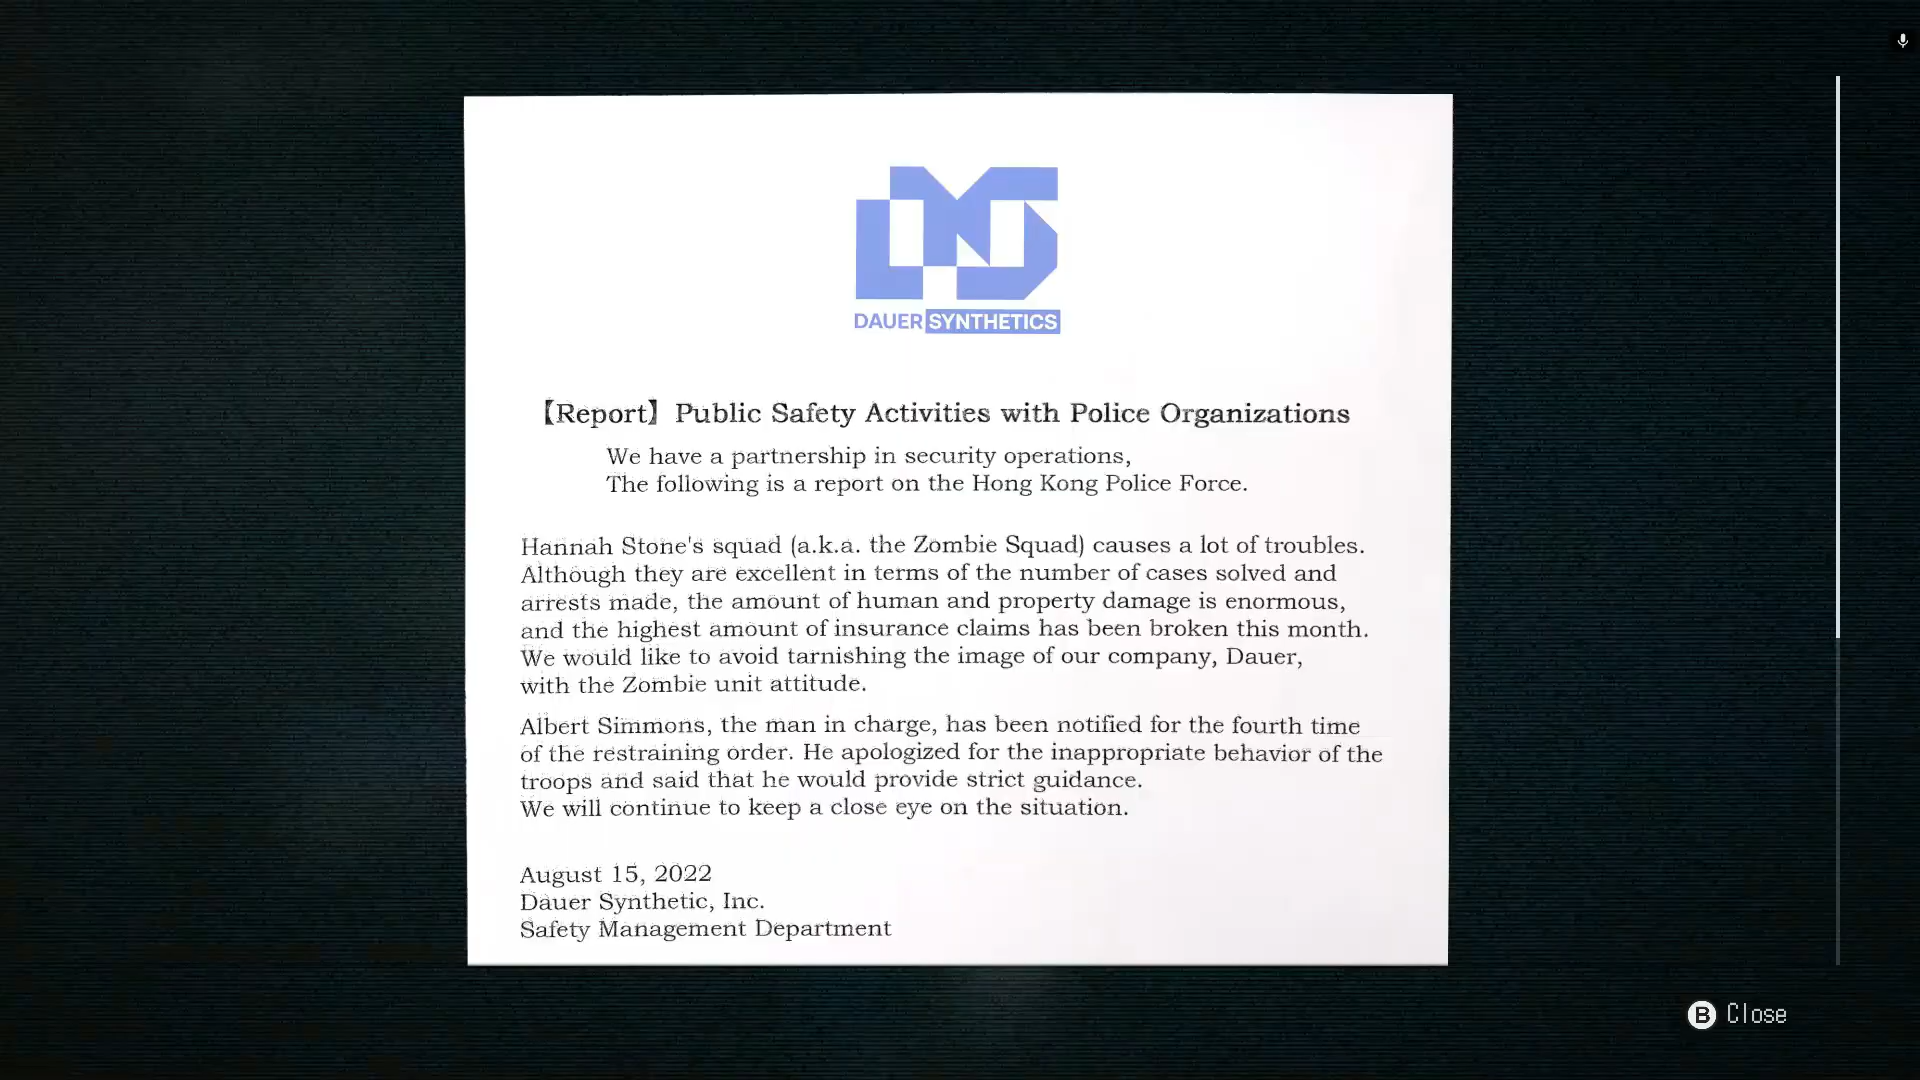 DAUER SYNTHETICS
【Report】 Public Safety Activities with Police Organizations
We have a partnership in security operations,
The following is a report on the Hong Kong Police Force.
Hannah Stone's squad (a.k.a. the Zombie Squad) causes a lot of troubles.
Although they are excellent in terms of the number of cases solved and
arrests made, the amount of human and property damage is enormous,
and the highest amount of insurance claims has been broken this month.
We would like to avoid tarnishing the image of our company, Dauer,
with the Zombie unit attitude.
Albert Simmons, the man in charge, has been notified for the fourth time
of the restraining order. He apologized for the inappropriate behavior of the
troops and said that he would provide strict guidance.
We will continue to keep a close eye on the situation.
August 15, 2022
Dauer Synthetic, Inc.
Safety Management Department
B Close